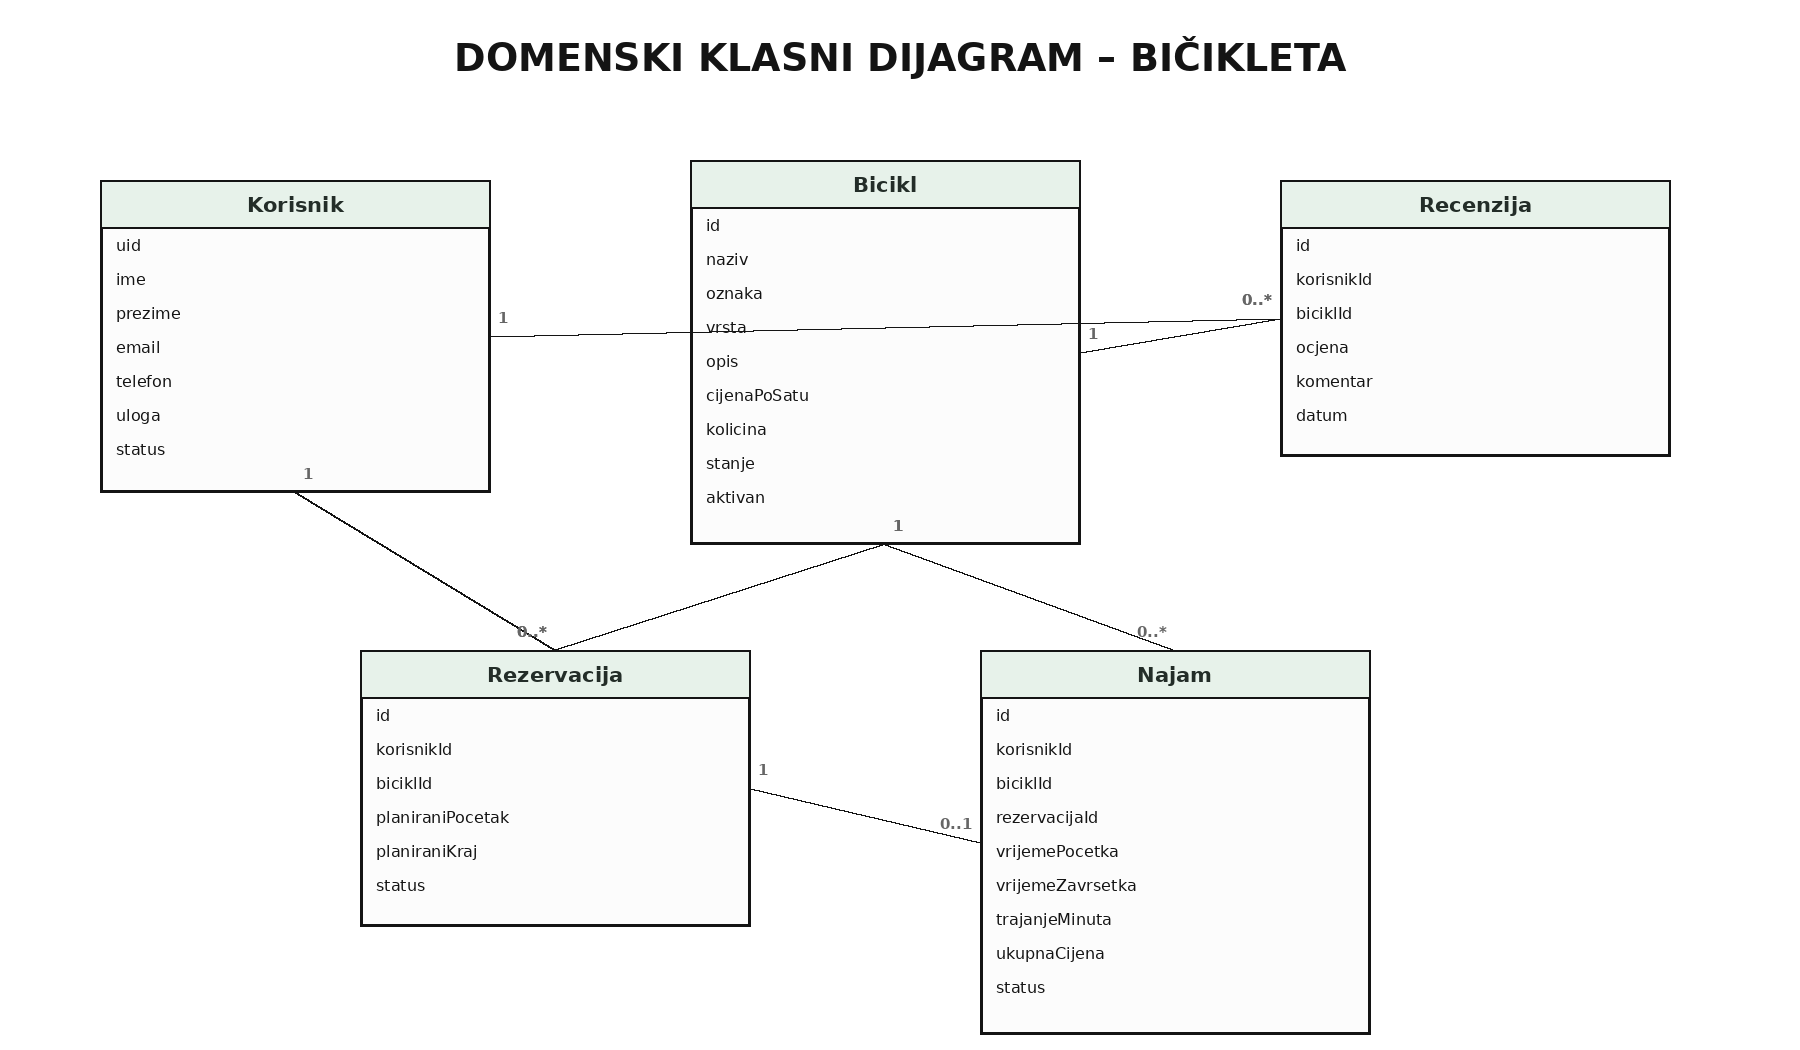 DOMENSKI KLASNI DIJAGRAM – BIČIKLETA
Korisnik
uid
ime
prezime
email
telefon
uloga
status
1
1
Bicikl
id
naziv
oznaka
vrsta
opis
cijenaPoSatu
kolicina
stanje
aktivan
1
1
Recenzija
id
korisnikId
biciklId
ocjena
komentar
datum
0..*
0..*
Rezervacija
id
korisnikId
biciklId
planiraniPocetak
planiraniKraj
status
1
0..1
0..*
Najam
id
korisnikId
biciklId
rezervacijaId
vrijemePocetka
vrijemeZavrsetka
trajanjeMinuta
ukupnaCijena
status